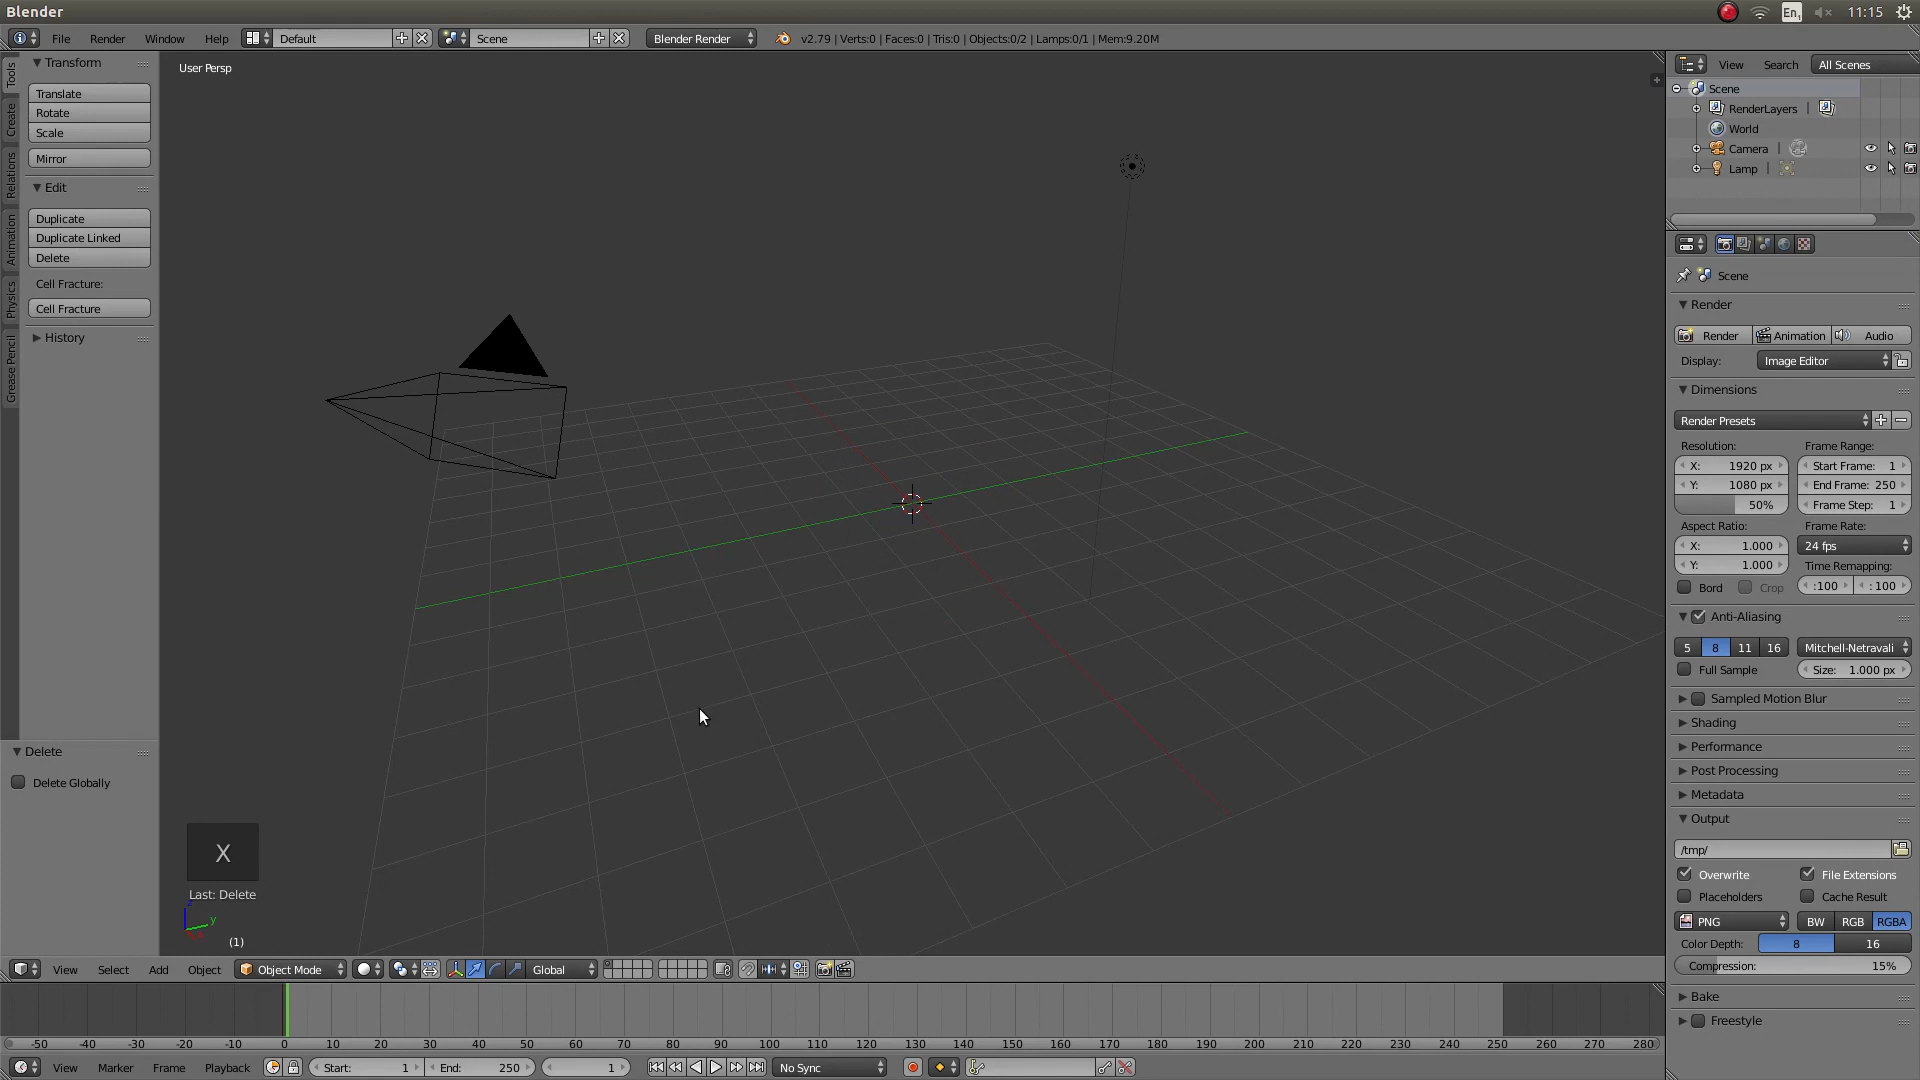 Blender
En1 11:15
File Render Window Help Default Scene Blender Render v2.79 | Verts:0 | Faces:0 | Tris:0 | Objects:0/2 | Lamps:0/1 | Mem:9.20M
Tools
Create
Relations
Animation
Physics
Grease Pencil
Transform
Translate
Rotate
Scale
Mirror
Edit
Duplicate
Duplicate Linked
Delete
Cell Fracture:
Cell Fracture
History
Delete
Delete Globally
User Persp
X
Last: Delete
z
y
(1)
View Select Add Object Object Mode Global
-50 -40 -30 -20 -10 0 10 20 30 40 50 60 70 80 90 100 110 120 130 140 150 160 170 180 190 200 210 220 230 240 250 260 270 280
View Marker Frame Playback Start: 1 End: 250 1 No Sync
View Search All Scenes
Scene
RenderLayers |
World
Camera |
Lamp |
Scene
Render
Render Animation Audio
Display: Image Editor
Dimensions
Render Presets
Resolution: Frame Range:
X: 1920 px Start Frame: 1
Y: 1080 px End Frame: 250
50% Frame Step: 1
Aspect Ratio: Frame Rate:
X: 1.000 24 fps
Y: 1.000 Time Remapping:
Bord Crop :100 : 100
Anti-Aliasing
5 8 11 16 Mitchell-Netravali
Full Sample Size: 1.000 px
Sampled Motion Blur
Shading
Performance
Post Processing
Metadata
Output
/tmp/
Overwrite File Extensions
Placeholders Cache Result
PNG BW RGB RGBA
Color Depth: 8 16
Compression: 15%
Bake
Freestyle